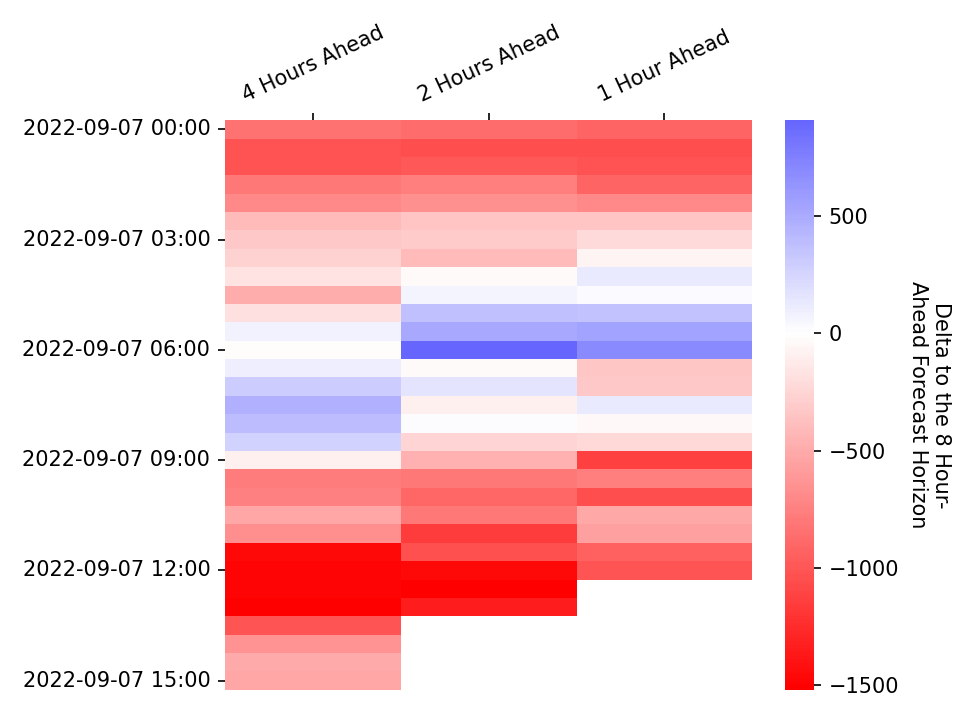 4 Hours Ahead
2 Hours Ahead
1 Hour Ahead
2022-09-07 00:00
2022-09-07 03:00
2022-09-07 06:00
2022-09-07 09:00
2022-09-07 12:00
2022-09-07 15:00
500
0
−500
−1000
−1500
Delta to the 8 Hour-
Ahead Forecast Horizon